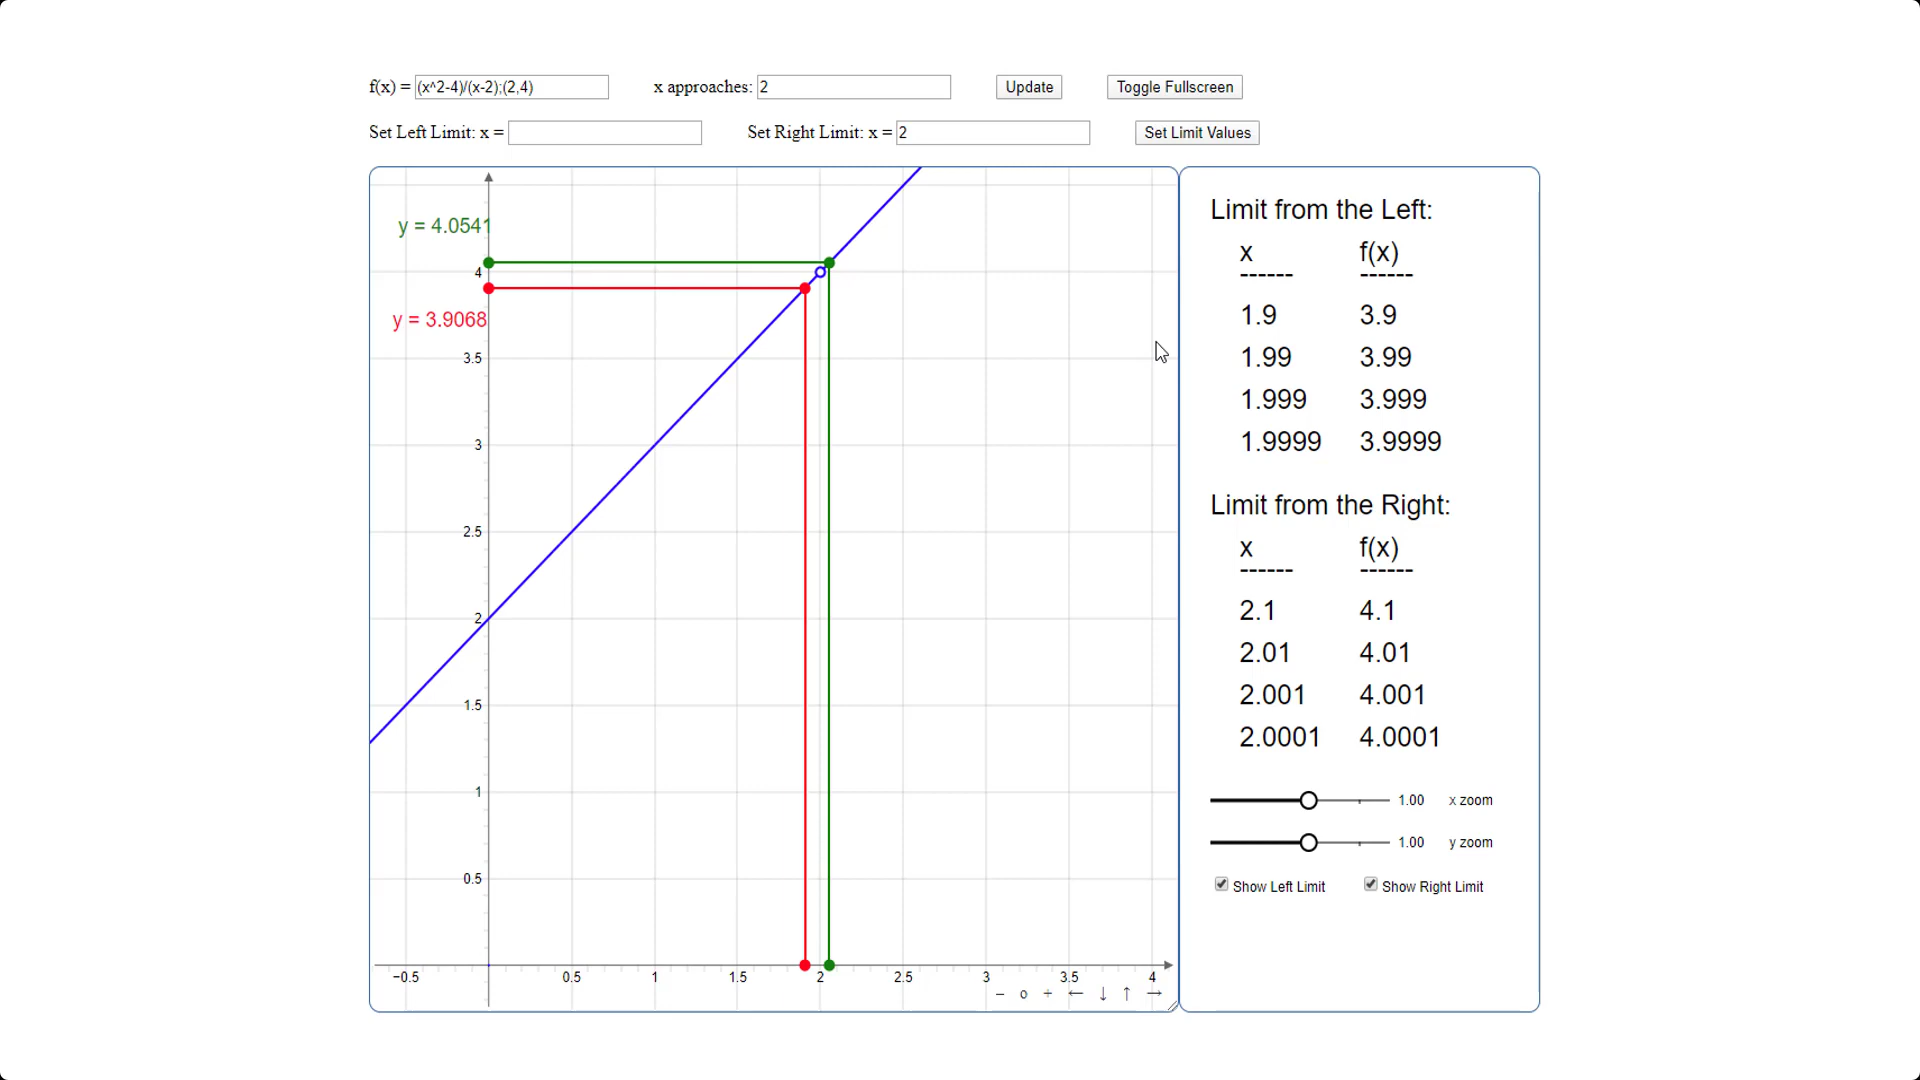 f(x) = (x^2-4)/(x-2);(2,4) x approaches: 2 Update Toggle Fullscreen
Set Left Limit: x = Set Right Limit: x = 2 Set Limit Values
y = 4.0541
4
y = 3.9068
3.5
3
2.5
2
1.5
1
0.5
−0.5 0.5 1 1.5 2 2.5 3 3.5 4
− o + ← ↓ ↑ →
Limit from the Left:
x f(x)
------ ------
1.9 3.9
1.99 3.99
1.999 3.999
1.9999 3.9999
Limit from the Right:
x f(x)
------ ------
2.1 4.1
2.01 4.01
2.001 4.001
2.0001 4.0001
1.00 x zoom
1.00 y zoom
Show Left Limit Show Right Limit